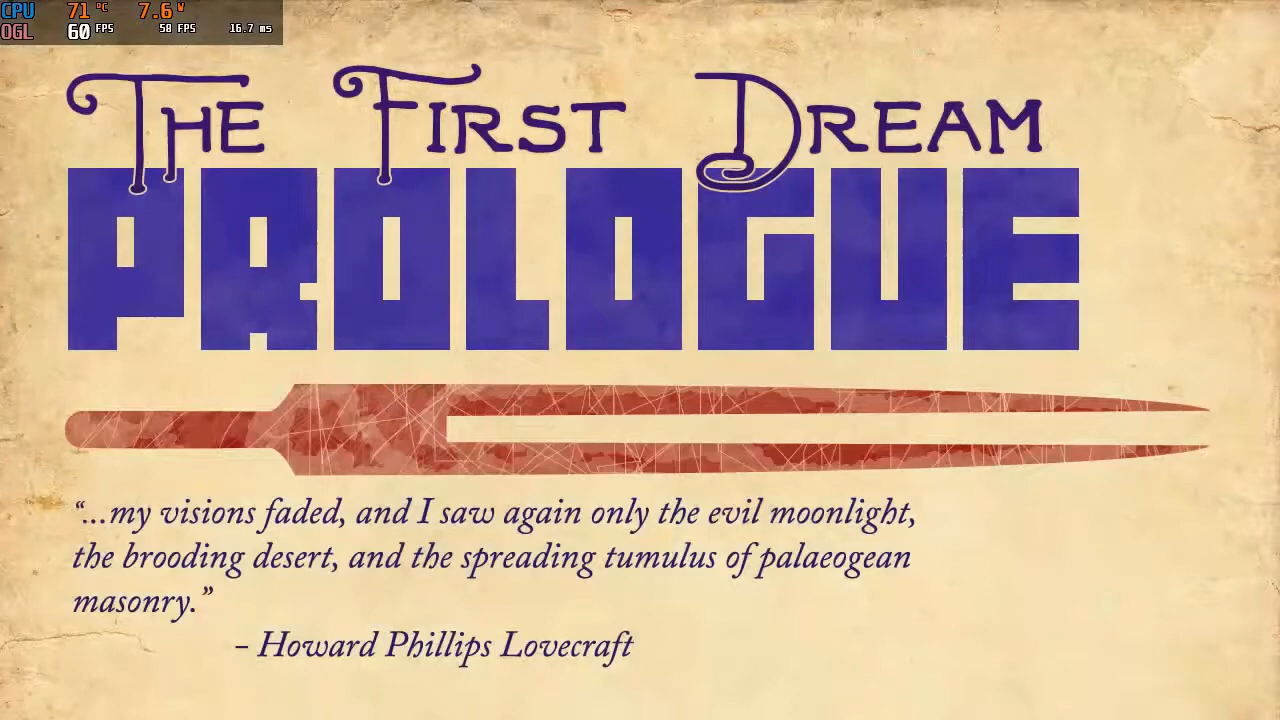 CPU 71 °C 7.6 W
OGL 60 FPS 58 FPS 16.7 ms
The First Dream
PROLOGUE
“...my visions faded, and I saw again only the evil moonlight,
the brooding desert, and the spreading tumulus of palaeogean
masonry.”
– Howard Phillips Lovecraft